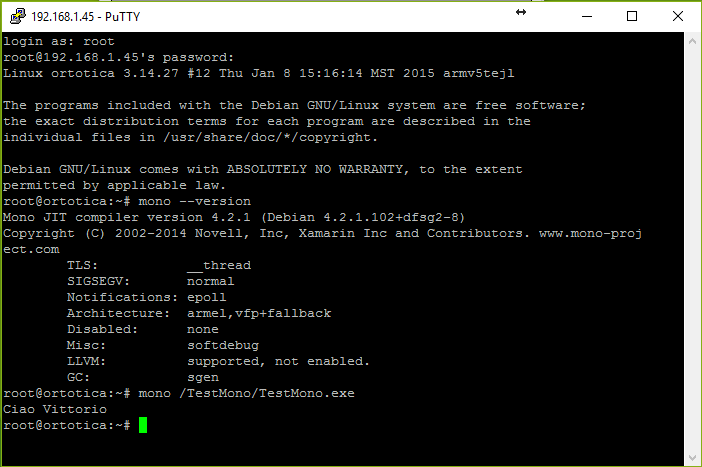 192.168.1.45 - PuTTY
login as: root
root@192.168.1.45's password:
Linux ortotica 3.14.27 #12 Thu Jan 8 15:16:14 MST 2015 armv5tejl

The programs included with the Debian GNU/Linux system are free software;
the exact distribution terms for each program are described in the
individual files in /usr/share/doc/*/copyright.

Debian GNU/Linux comes with ABSOLUTELY NO WARRANTY, to the extent
permitted by applicable law.
root@ortotica:~# mono --version
Mono JIT compiler version 4.2.1 (Debian 4.2.1.102+dfsg2-8)
Copyright (C) 2002-2014 Novell, Inc, Xamarin Inc and Contributors. www.mono-proj
ect.com
        TLS:           __thread
        SIGSEGV:       normal
        Notifications: epoll
        Architecture:  armel,vfp+fallback
        Disabled:      none
        Misc:          softdebug
        LLVM:          supported, not enabled.
        GC:            sgen
root@ortotica:~# mono /TestMono/TestMono.exe
Ciao Vittorio
root@ortotica:~#